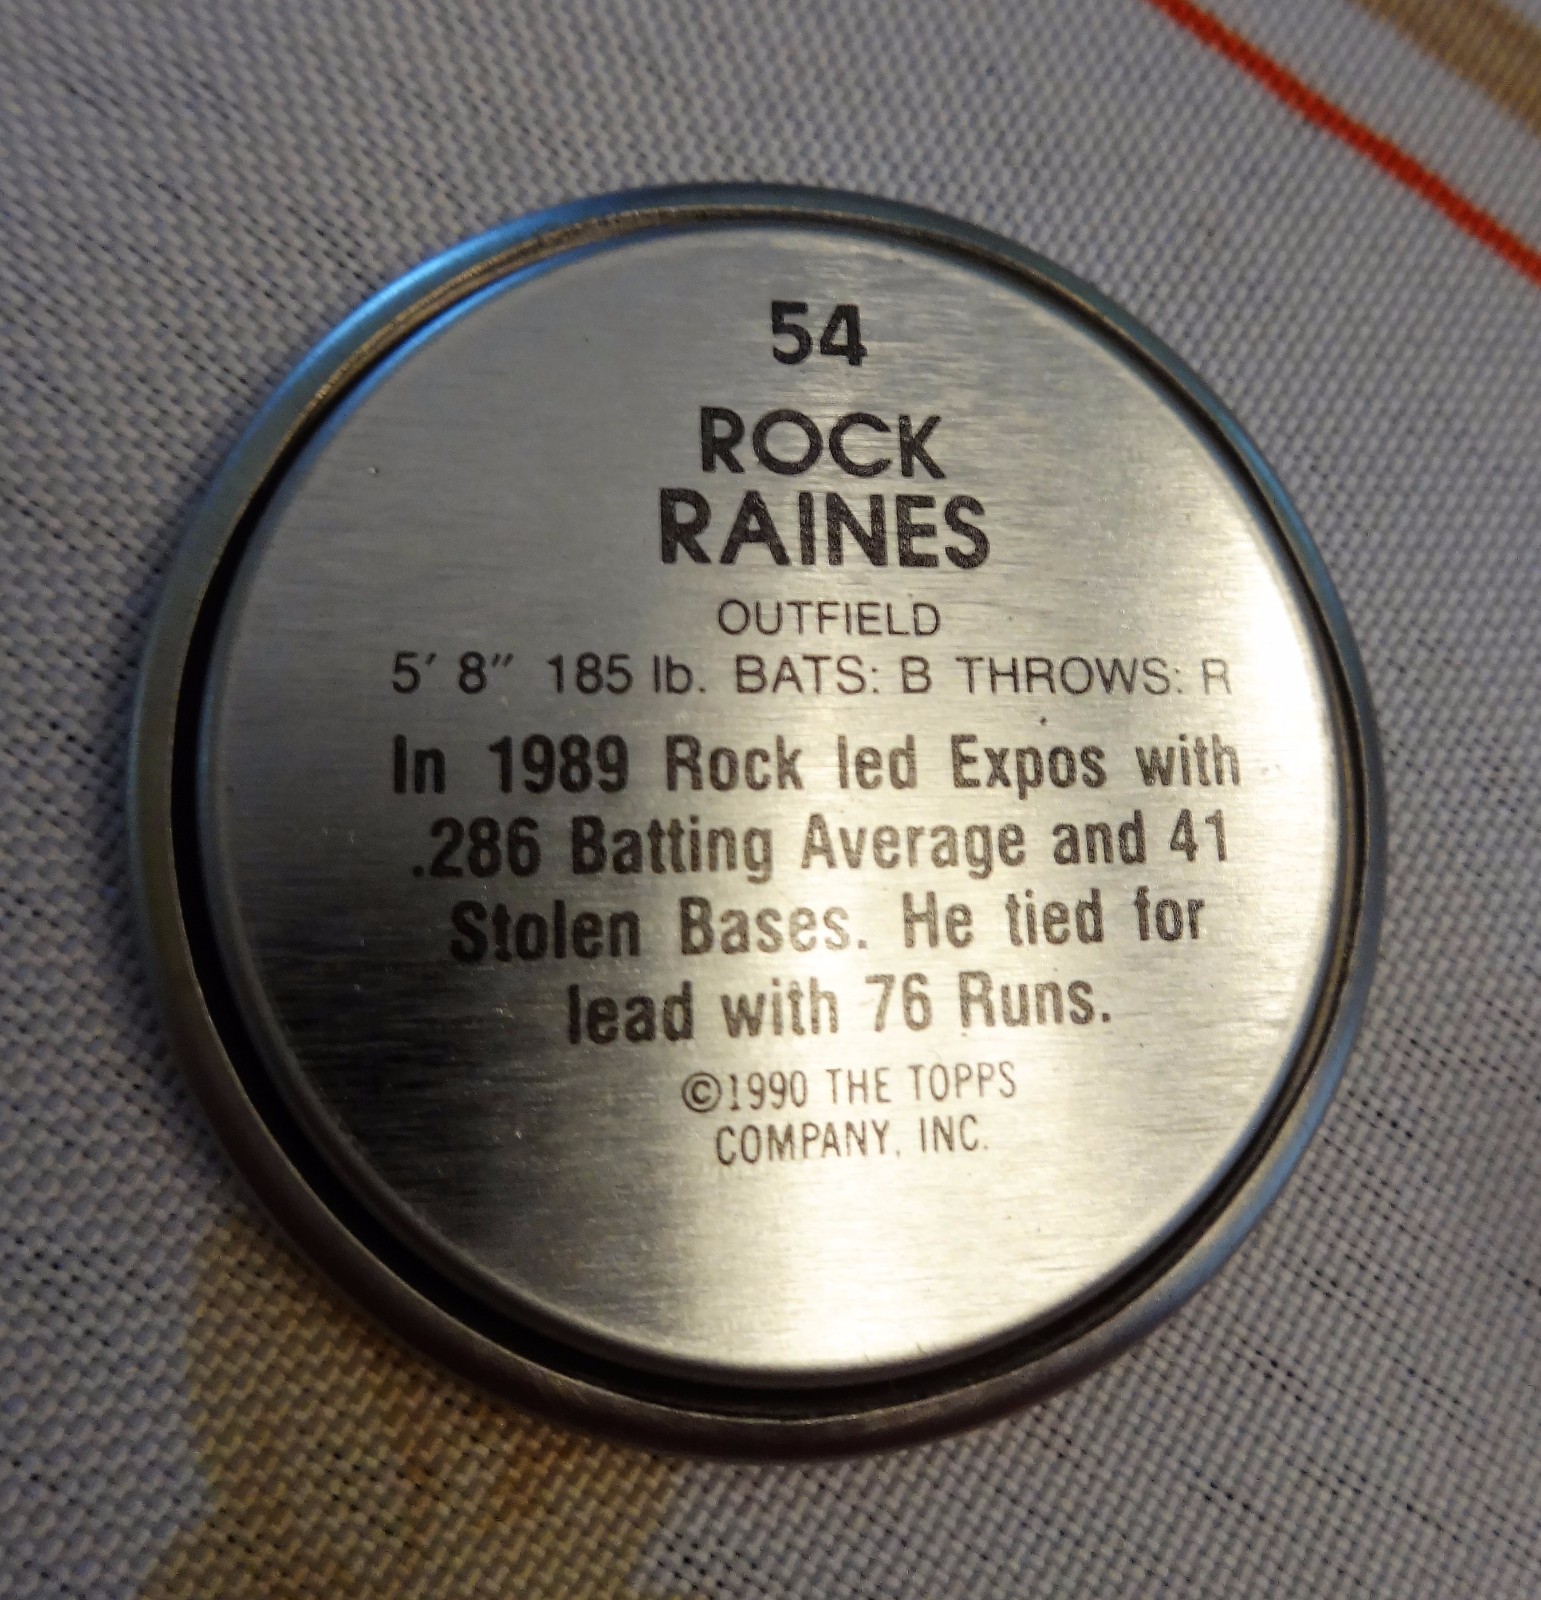 54
ROCK
RAINES
OUTFIELD
5' 8" 185 lb. BATS: B THROWS: R
In 1989 Rock led Expos with
.286 Batting Average and 41
Stolen Bases. He tied for
lead with 76 Runs.
©1990 THE TOPPS
COMPANY, INC.